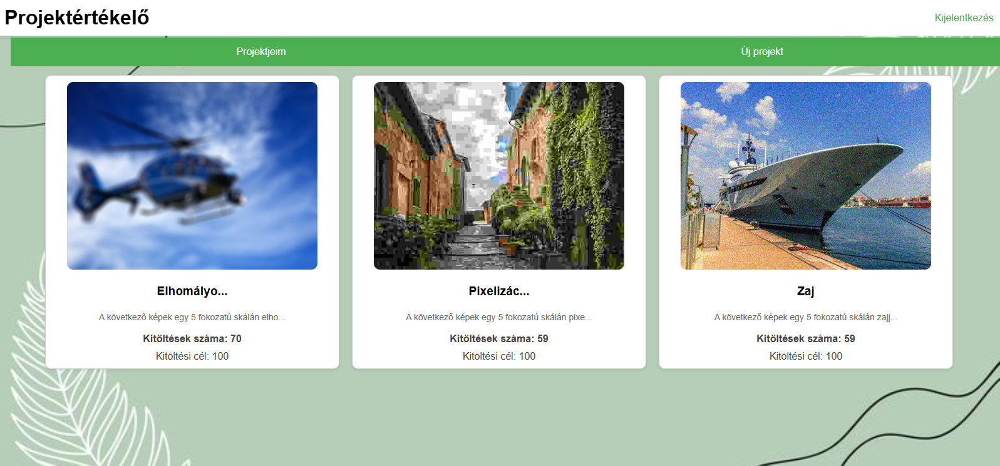 Projektértékelő
Kijelentkezés
Projektjeim
Új projekt
Elhomályo...
A következő képek egy 5 fokozatú skálán elho...
Kitöltések száma: 70
Kitöltési cél: 100
Pixelizác...
A következő képek egy 5 fokozatú skálán pixe...
Kitöltések száma: 59
Kitöltési cél: 100
Zaj
A következő képek egy 5 fokozatú skálán zajj...
Kitöltések száma: 59
Kitöltési cél: 100